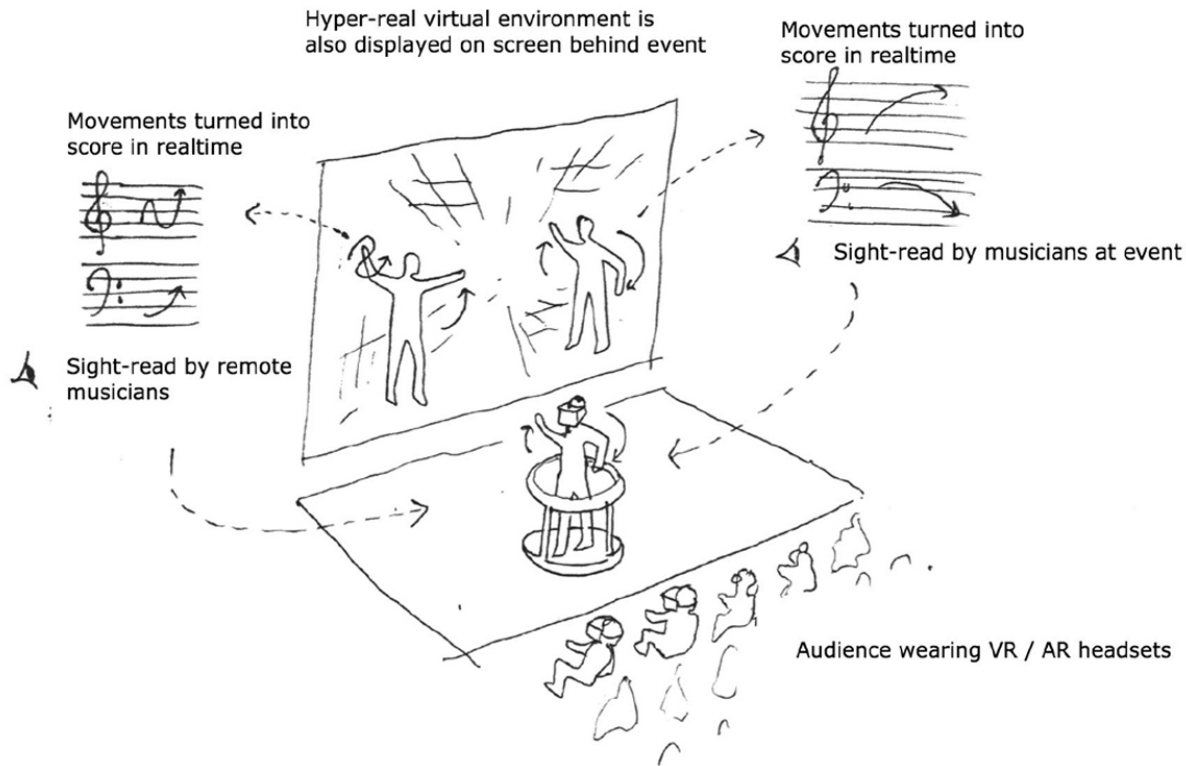 Hyper-real virtual environment is
also displayed on screen behind event
Movements turned into
score in realtime
Movements turned into
score in realtime
Sight-read by musicians at event
Sight-read by remote
musicians
Audience wearing VR / AR headsets